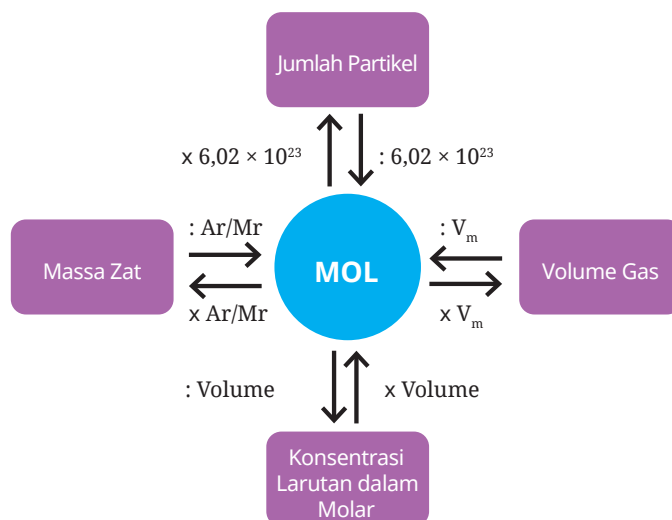 Jumlah Partikel
x 6,02 × 10²³
: 6,02 × 10²³
: Ar/Mr
: Vₘ
Massa Zat
MOL
Volume Gas
x Ar/Mr
x Vₘ
: Volume
x Volume
Konsentrasi
Larutan dalam
Molar